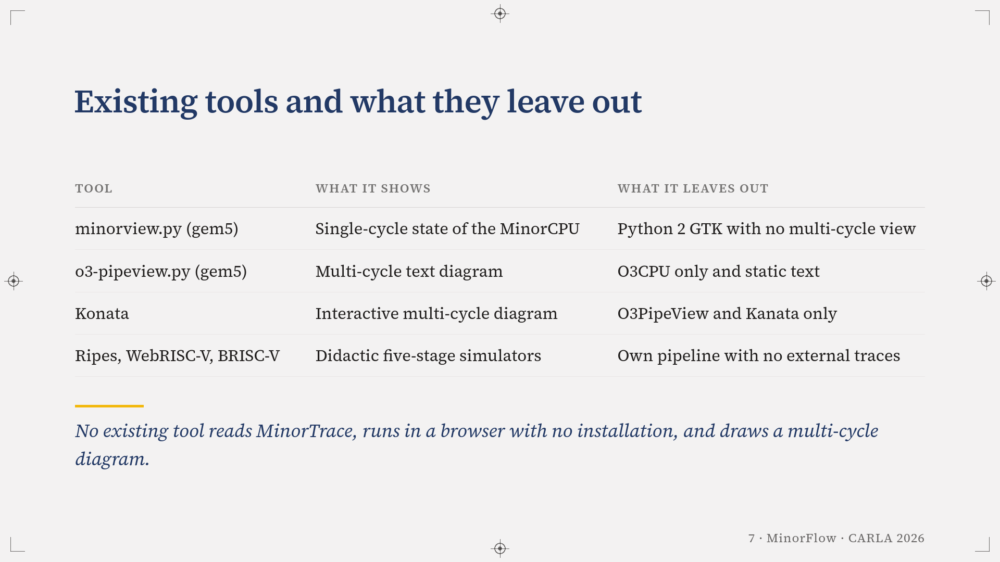 Existing tools and what they leave out
TOOL WHAT IT SHOWS WHAT IT LEAVES OUT
minorview.py (gem5) Single-cycle state of the MinorCPU Python 2 GTK with no multi-cycle view
o3-pipeview.py (gem5) Multi-cycle text diagram O3CPU only and static text
Konata Interactive multi-cycle diagram O3PipeView and Kanata only
Ripes, WebRISC-V, BRISC-V Didactic five-stage simulators Own pipeline with no external traces
No existing tool reads MinorTrace, runs in a browser with no installation, and draws a multi-cycle
diagram.
7 · MinorFlow · CARLA 2026